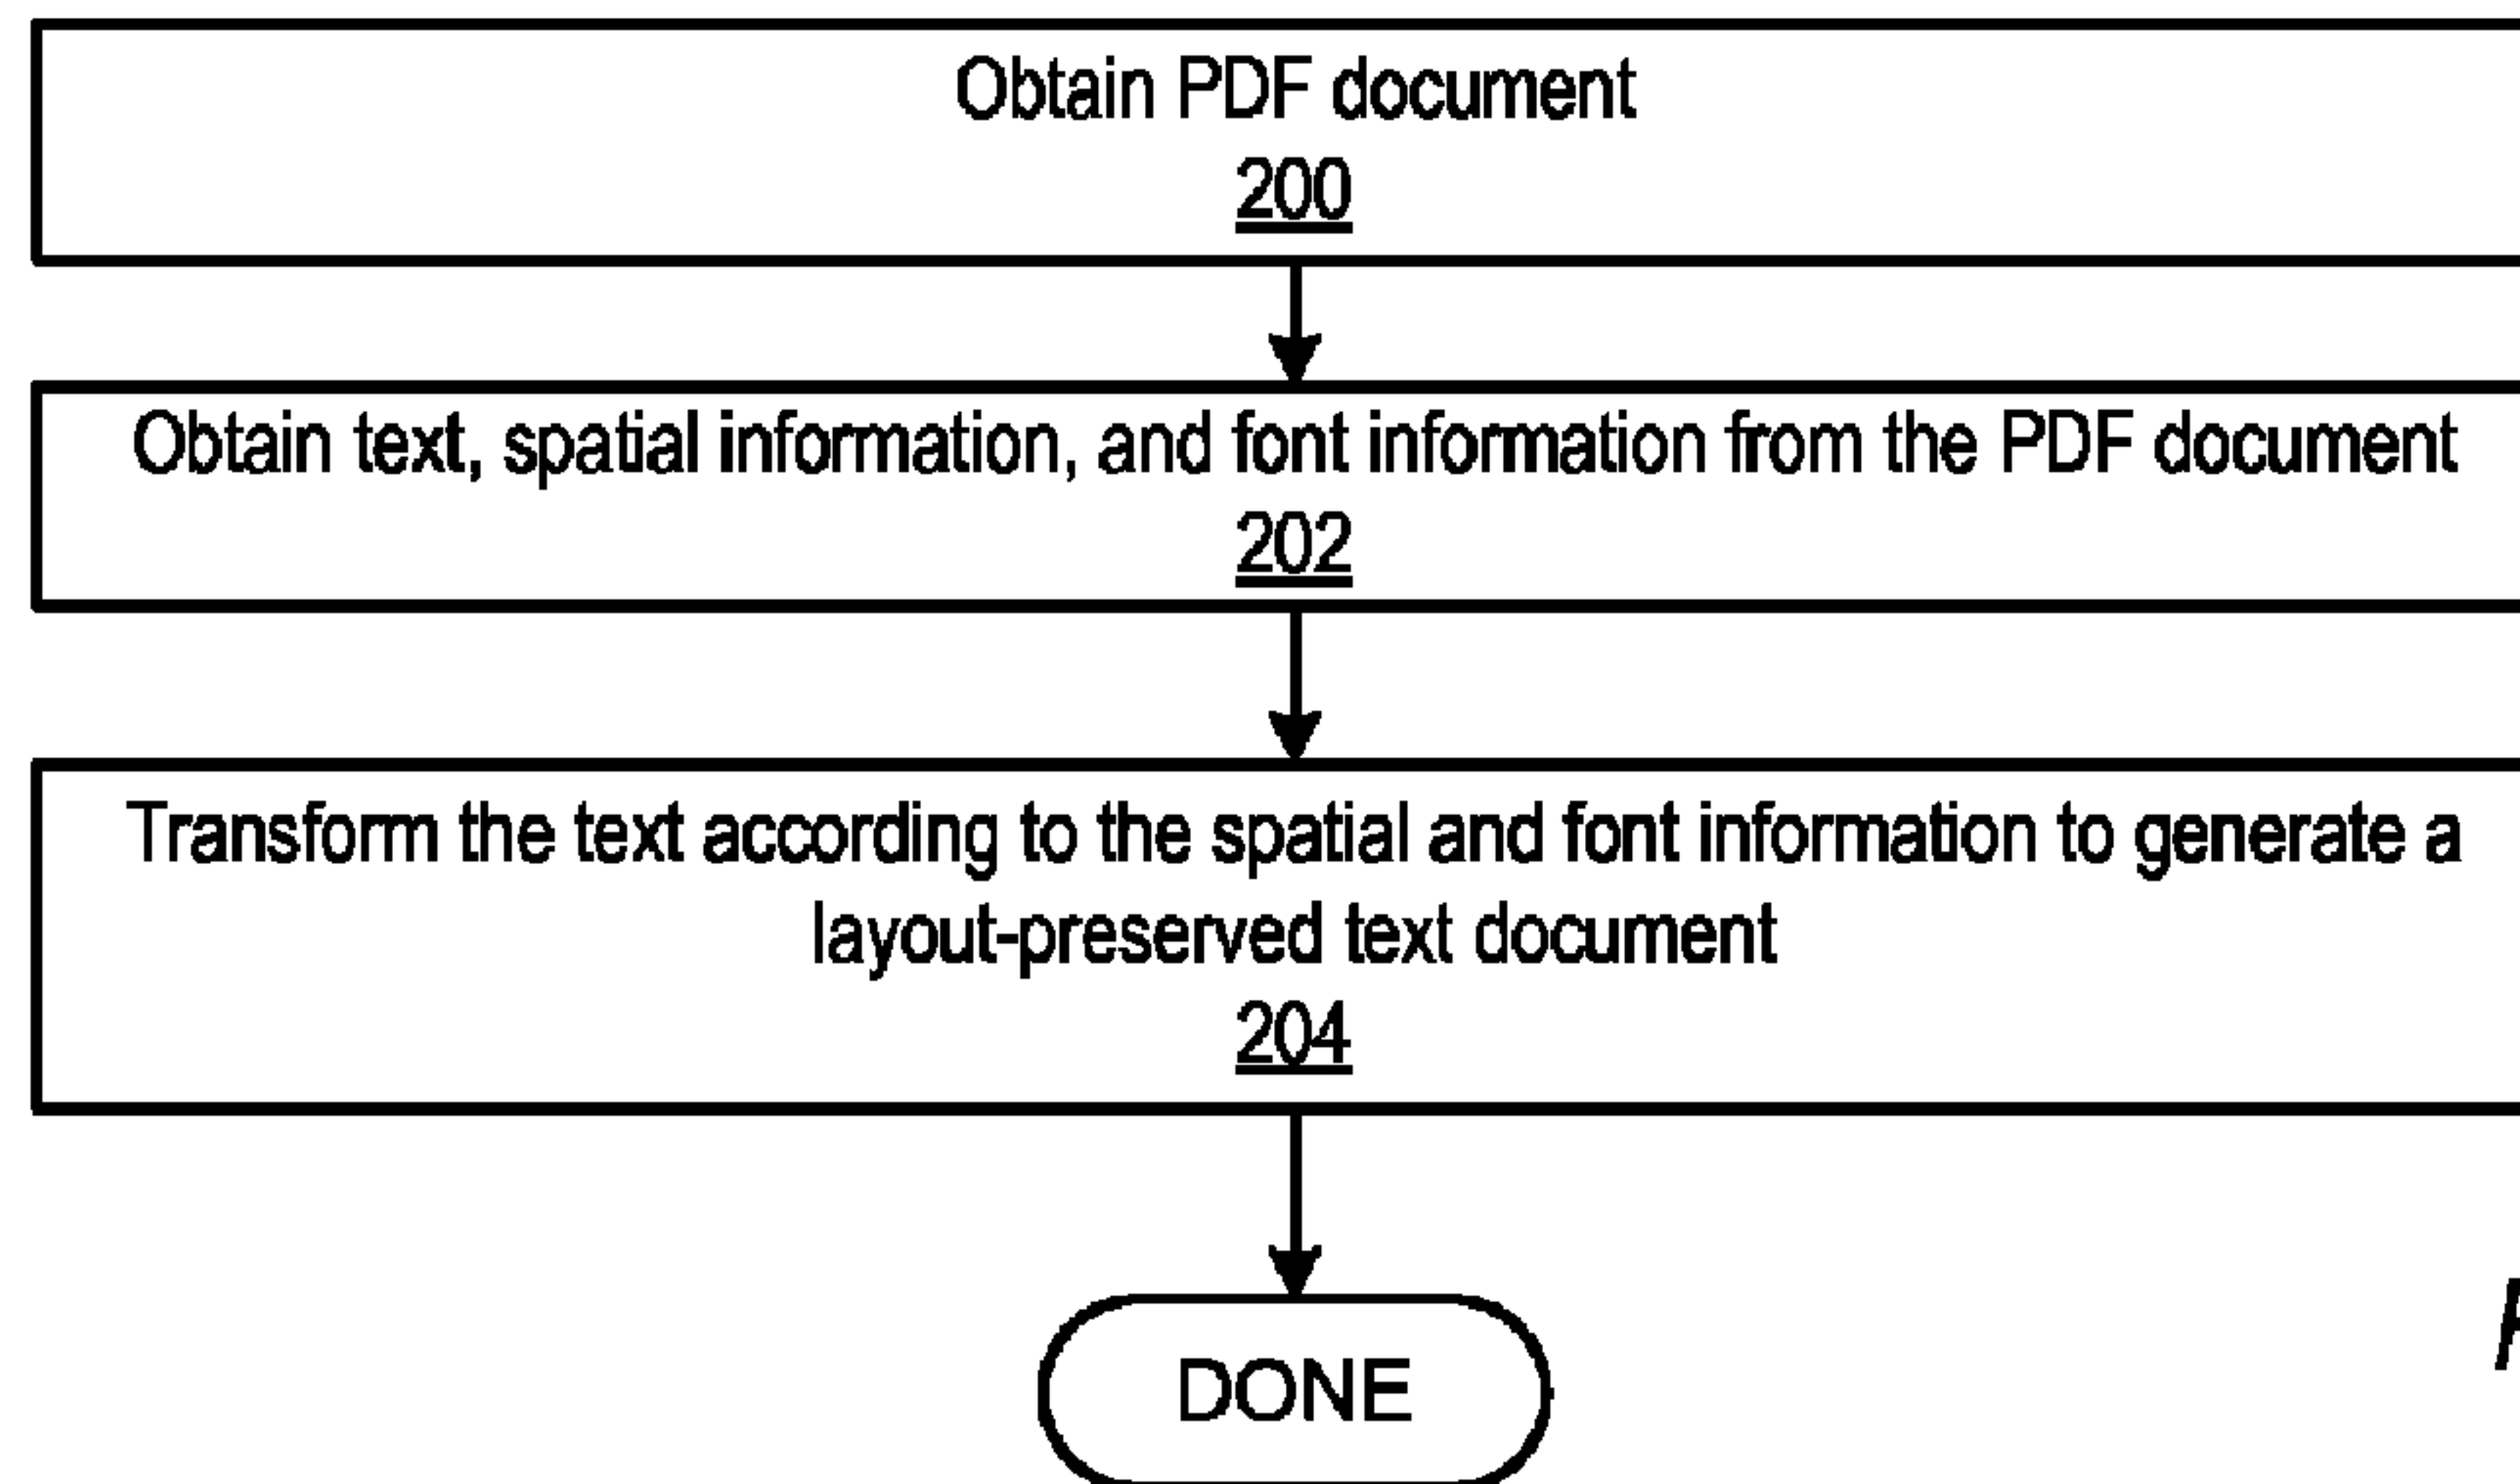 Obtain PDF document
200
Obtain text, spatial information, and font information from the PDF document
202
Transform the text according to the spatial and font information to generate a
layout-preserved text document
204
DONE